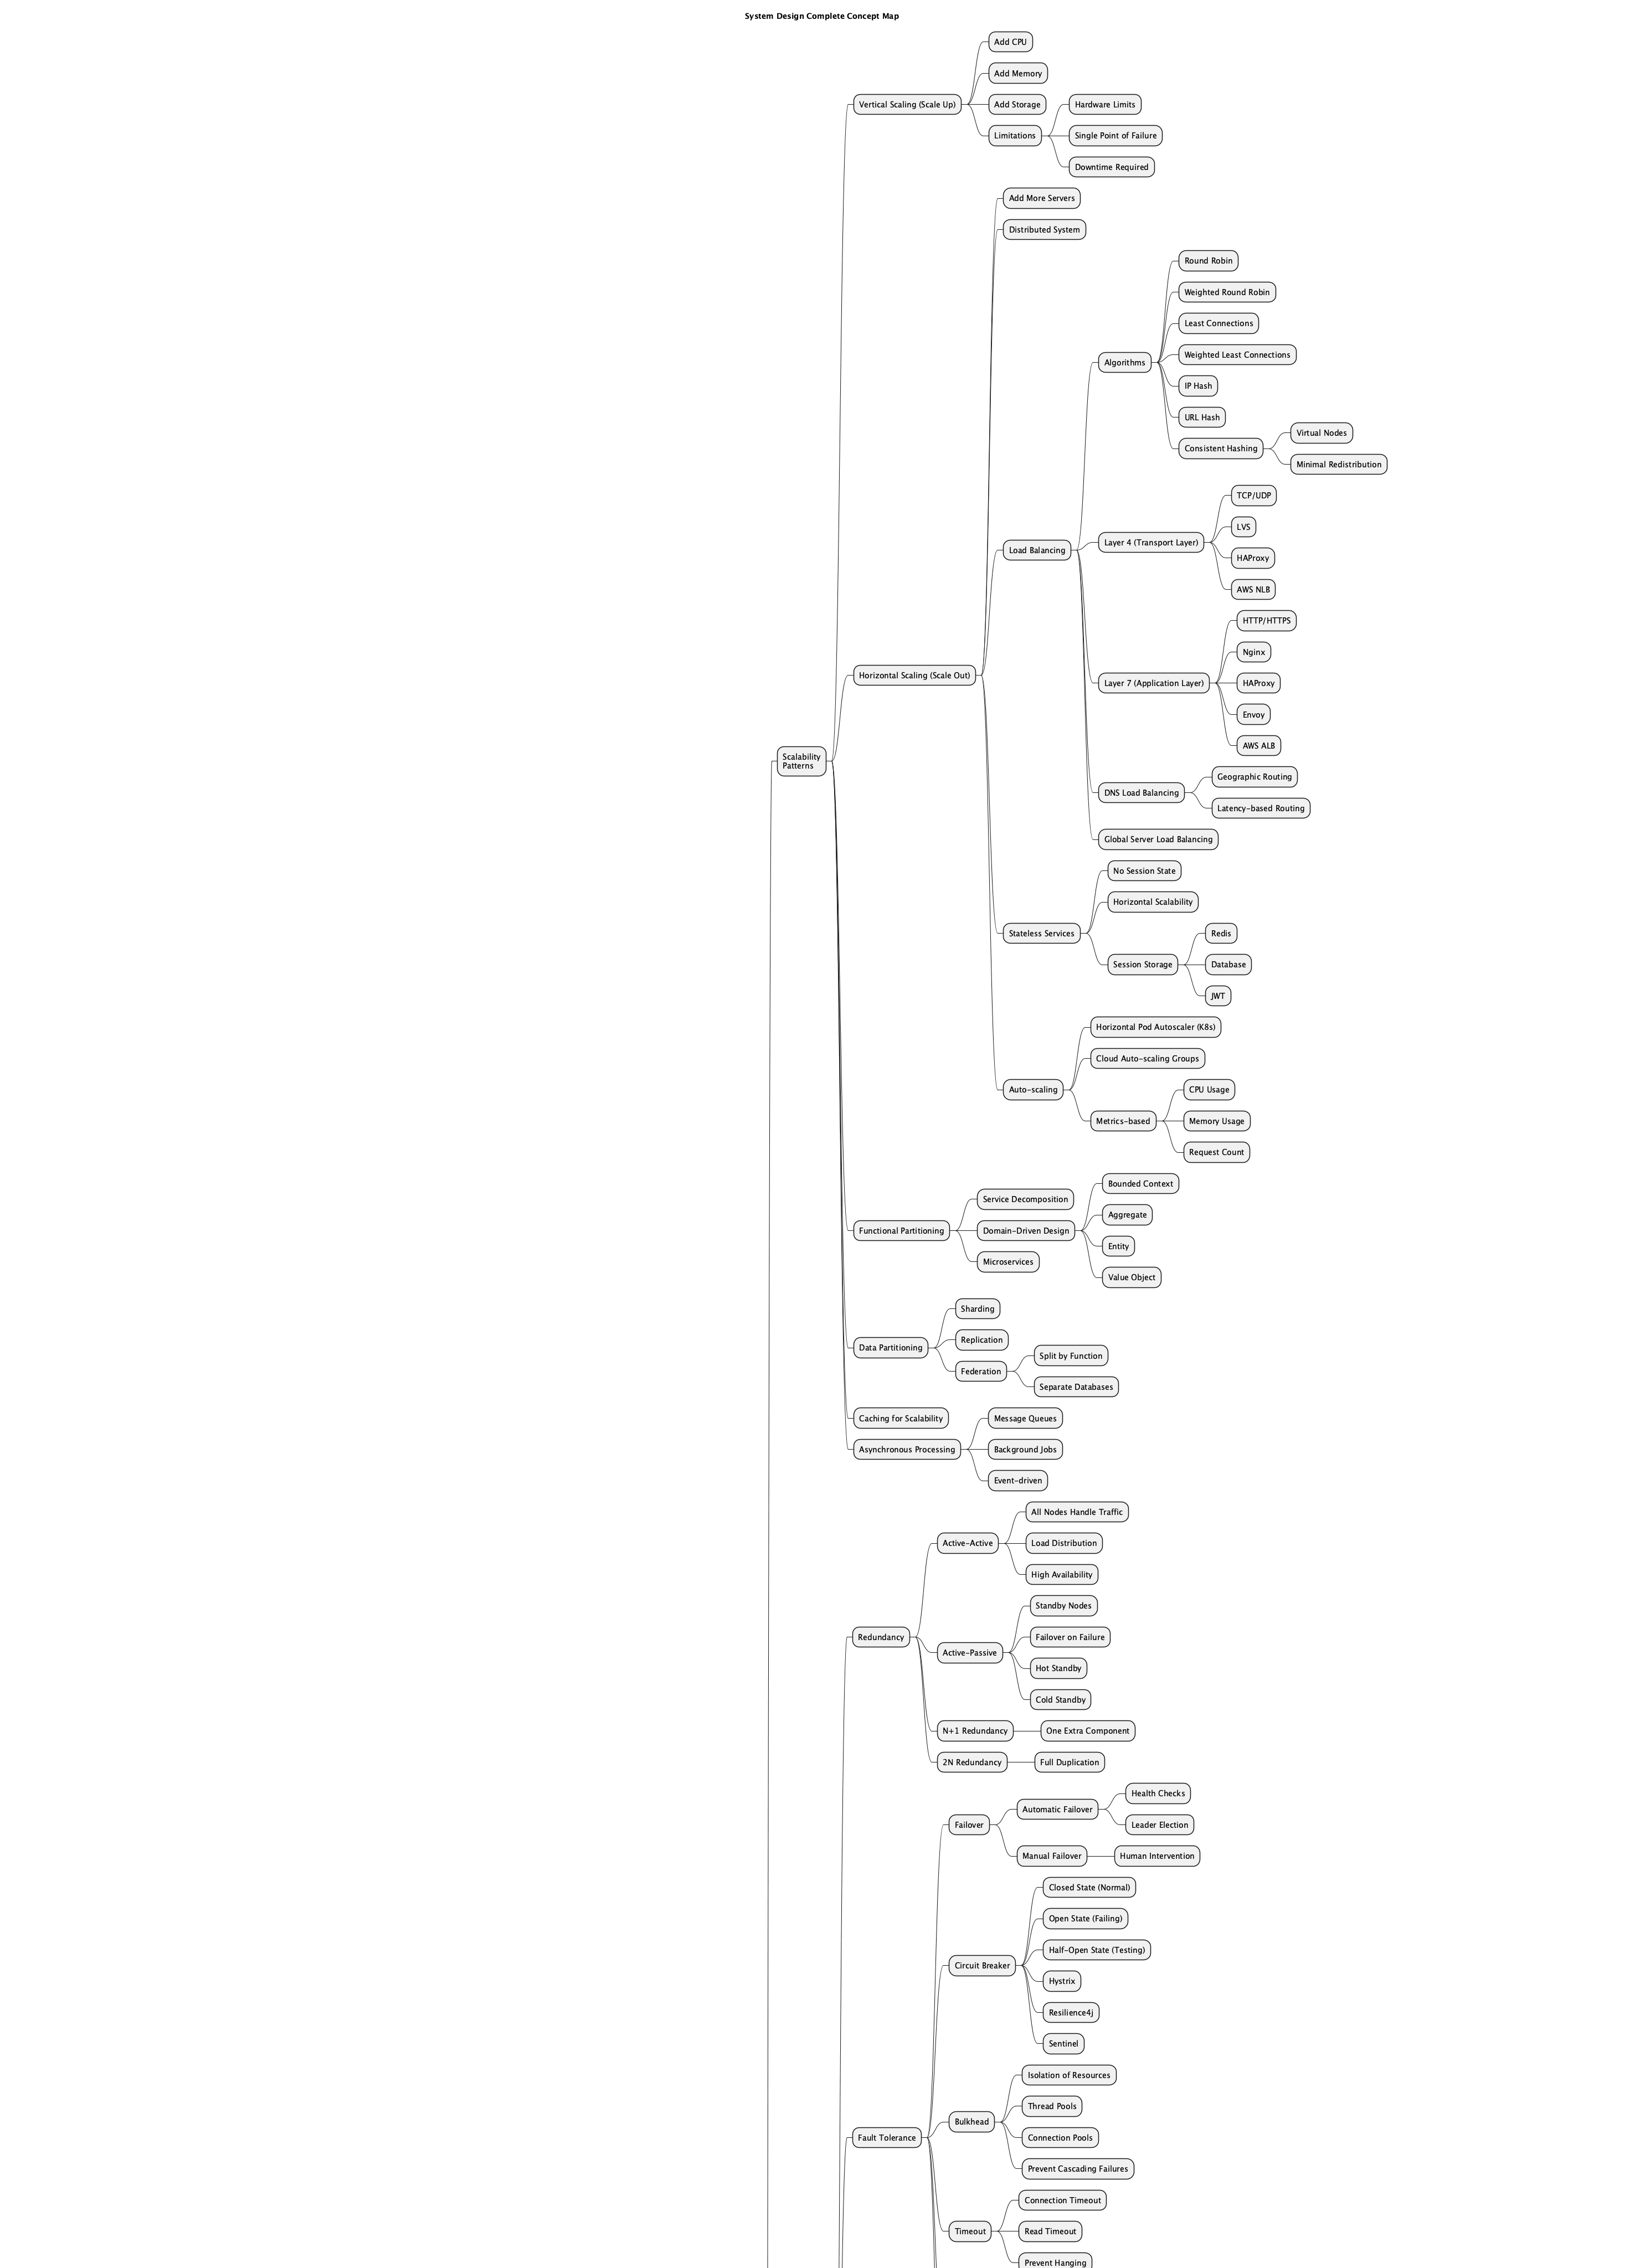 System Design Complete Concept Map
Add CPU
Add Memory
Vertical Scaling (Scale Up)
Add Storage
Hardware Limits
Limitations
Single Point of Failure
Downtime Required
Add More Servers
Distributed System
Round Robin
Weighted Round Robin
Least Connections
Weighted Least Connections
Algorithms
IP Hash
URL Hash
Consistent Hashing
Virtual Nodes
Minimal Redistribution
TCP/UDP
LVS
Layer 4 (Transport Layer)
Load Balancing
HAProxy
AWS NLB
HTTP/HTTPS
Nginx
Horizontal Scaling (Scale Out)
Layer 7 (Application Layer)
HAProxy
Envoy
AWS ALB
Scalability
Patterns
DNS Load Balancing
Geographic Routing
Latency-based Routing
Global Server Load Balancing
No Session State
Horizontal Scalability
Stateless Services
Session Storage
Redis
Database
JWT
Horizontal Pod Autoscaler (K8s)
Cloud Auto-scaling Groups
Auto-scaling
Metrics-based
CPU Usage
Memory Usage
Request Count
Functional Partitioning
Service Decomposition
Domain-Driven Design
Bounded Context
Aggregate
Entity
Value Object
Microservices
Data Partitioning
Sharding
Replication
Federation
Split by Function
Separate Databases
Caching for Scalability
Asynchronous Processing
Message Queues
Background Jobs
Event-driven
Redundancy
Active-Active
All Nodes Handle Traffic
Load Distribution
High Availability
Active-Passive
Standby Nodes
Failover on Failure
Hot Standby
Cold Standby
N+1 Redundancy
One Extra Component
2N Redundancy
Full Duplication
Fault Tolerance
Failover
Automatic Failover
Health Checks
Leader Election
Manual Failover
Human Intervention
Circuit Breaker
Closed State (Normal)
Open State (Failing)
Half-Open State (Testing)
Hystrix
Resilience4j
Sentinel
Bulkhead
Isolation of Resources
Thread Pools
Connection Pools
Prevent Cascading Failures
Timeout
Connection Timeout
Read Timeout
Prevent Hanging